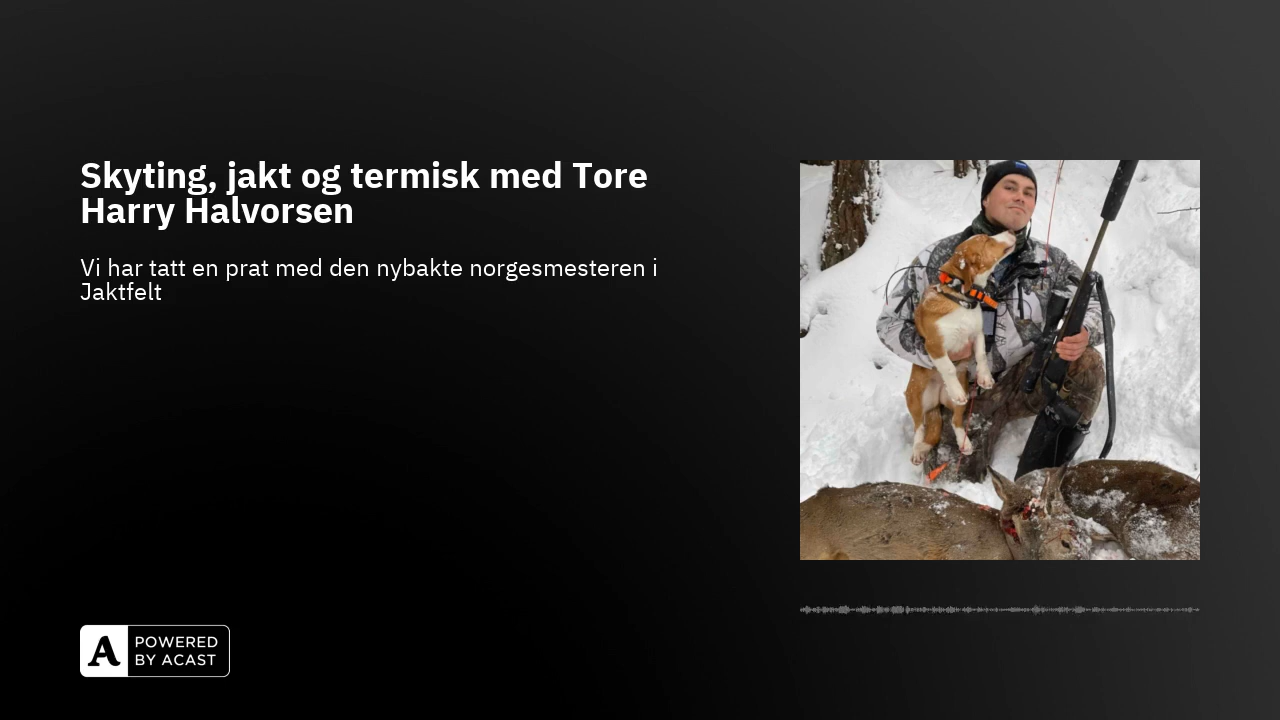 Skyting, jakt og termisk med Tore
Harry Halvorsen
Vi har tatt en prat med den nybakte norgesmesteren i
Jaktfelt
A POWERED
BY ACAST